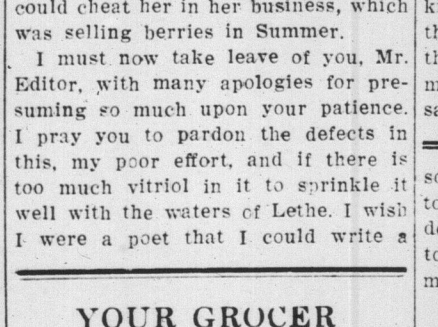 could cheat her in her business, which
was selling berries in Summer.
I must now take leave of you, Mr.
Editor, with many apologies for pre-
suming so much upon your patience.
I pray you to pardon the defects in
this, my poor effort, and if there is
too much vitriol in it to sprinkle it
well with the waters of Lethe. I wish
I were a poet that I could write a
YOUR GROCER